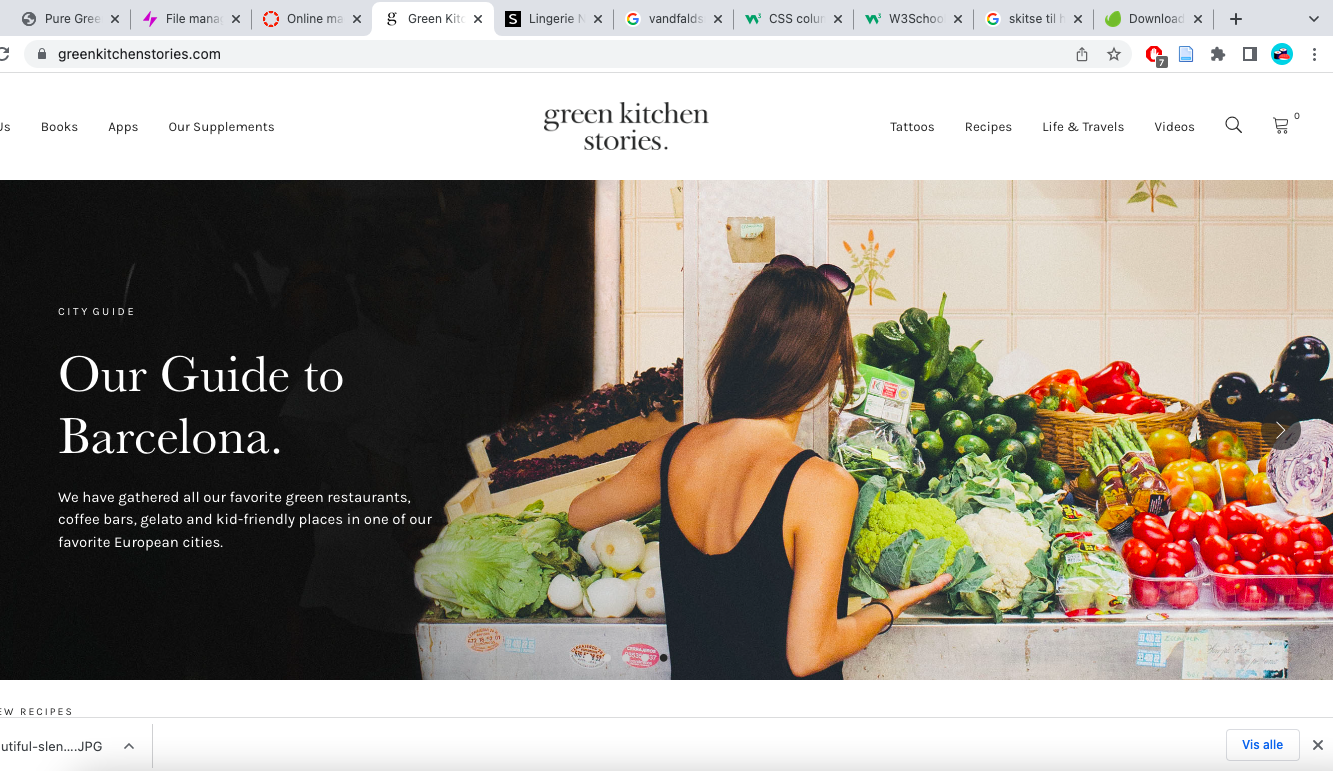 Pure Gree
File mana
Online ma
Green Kitc
Lingerie N
vandfalds
CSS colum
W3Schoo
skitse til h
Download
greenkitchenstories.com
7
Us
Books
Apps
Our Supplements
green kitchen
stories.
Tattoos
Recipes
Life & Travels
Videos
0
CITY GUIDE
Our Guide to
Barcelona.
We have gathered all our favorite green restaurants,
coffee bars, gelato and kid-friendly places in one of our
favorite European cities.
EW RECIPES
utiful-slen....JPG
Vis alle